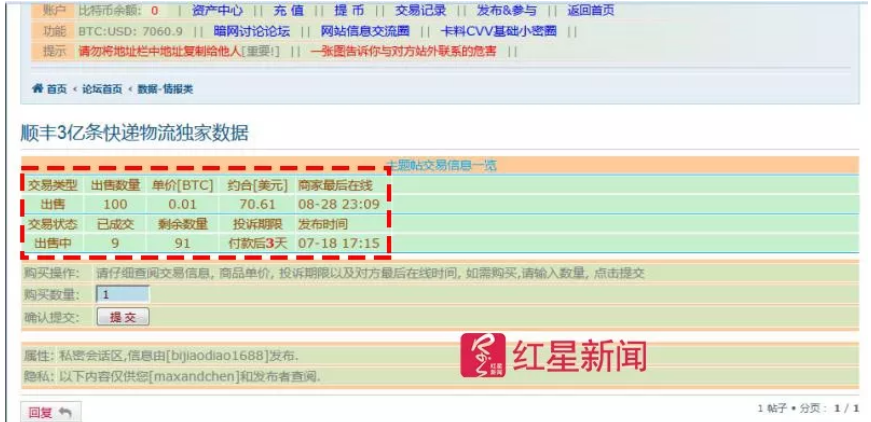 账户 比特币余额: 0 | 资产中心 || 充 值 || 提 币 || 交易记录 || 发布&参与 || 返回首页
功能 BTC:USD: 7060.9 || 暗网讨论论坛 || 网站信息交流圈 || 卡料CVV基础小密圈 ||
提示 请勿将地址栏中地址复制给他人[重要!] || 一张图告诉你与对方站外联系的危害 ||
首页 ‹ 论坛首页 ‹ 数据-情报类
顺丰3亿条快递物流独家数据
主题帖交易信息一览
交易类型 出售数量 单价[BTC] 约合[美元] 商家最后在线
出售 100 0.01 70.61 08-28 23:09
交易状态 已成交 剩余数量 投诉期限 发布时间
出售中 9 91 付款后3天 07-18 17:15
购买操作: 请仔细查阅交易信息, 商品单价, 投诉期限以及对方最后在线时间, 如需购买,请输入数量, 点击提交
购买数量: 1
确认提交: 提 交
属性: 私密会话区,信息由[bijiaodiao1688]发布.
隐私: 以下内容仅供您[maxandchen]和发布者查阅.
红星新闻
回复
1 帖子 • 分页: 1 / 1